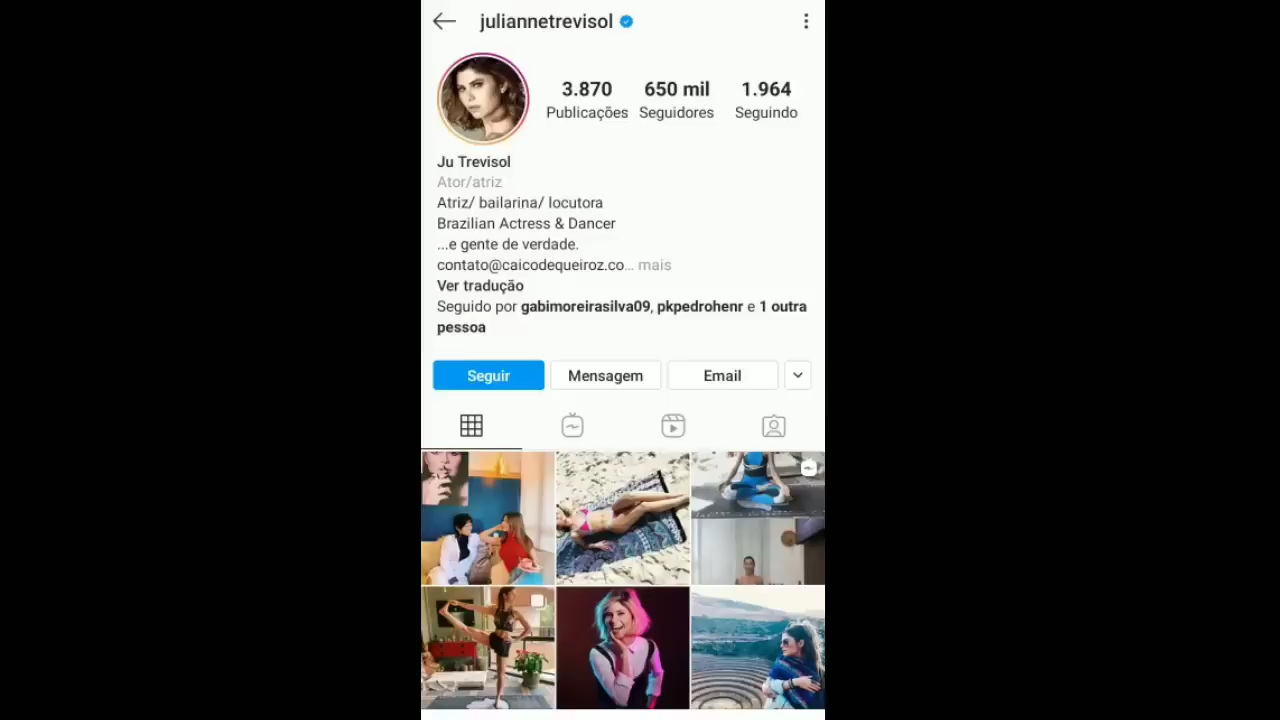 juliannetrevisol
3.870 650 mil 1.964
Publicações Seguidores Seguindo
Ju Trevisol
Ator/atriz
Atriz/ bailarina/ locutora
Brazilian Actress & Dancer
...e gente de verdade.
contato@caicodequeiroz.co... mais
Ver tradução
Seguido por gabimoreirasilva09, pkpedrohenr e 1 outra
pessoa
Seguir Mensagem Email